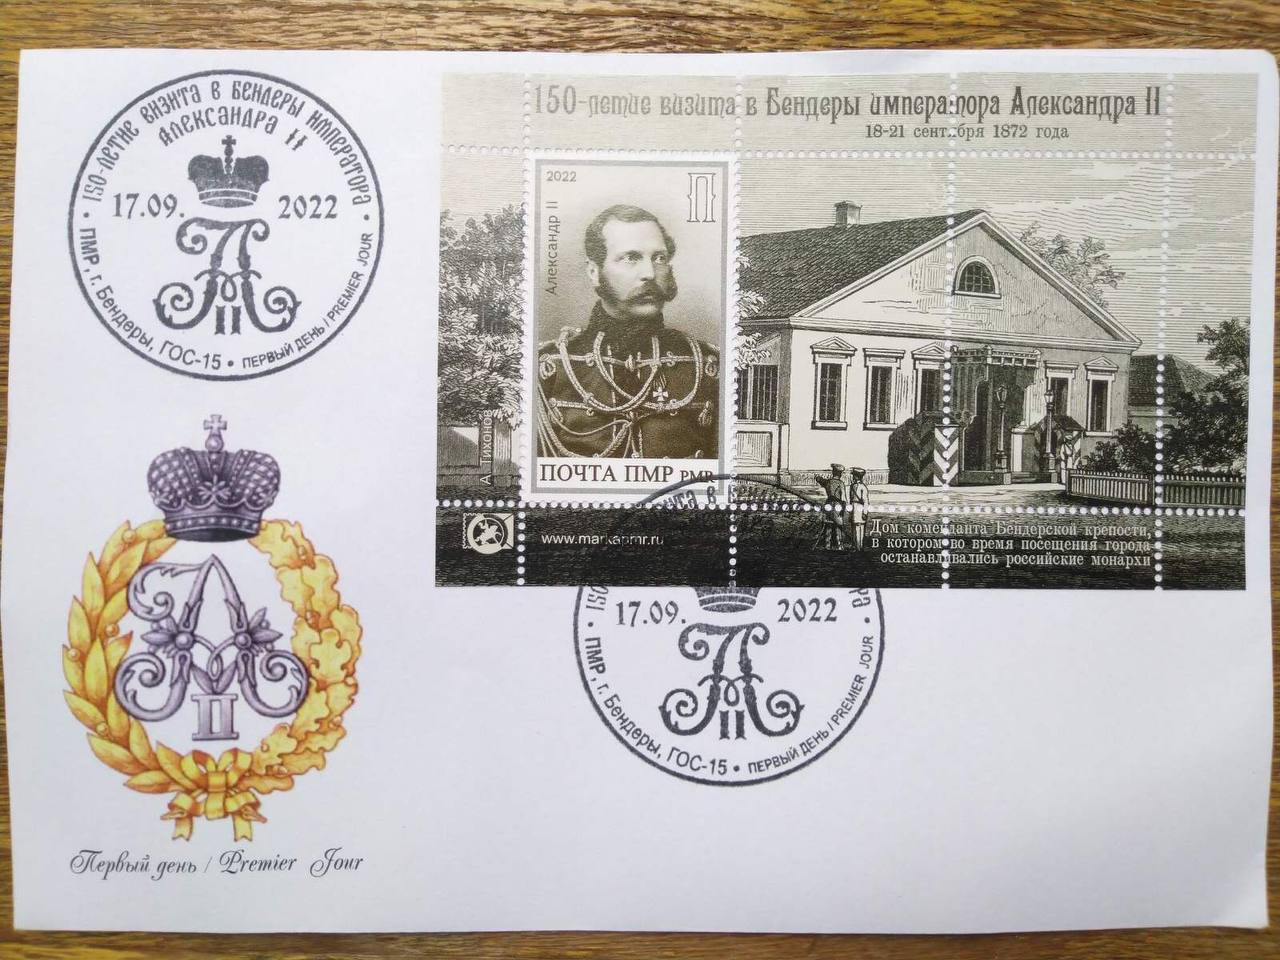 150-ЛЕТИЕ ВИЗИТА В БЕНДЕРЫ ИМПЕРАТОРА
АЛЕКСАНДРА II
17.09. 2022
А II
ПМР, г. Бендеры, ГОС-15 • ПЕРВЫЙ ДЕНЬ / PREMIER JOUR
150-летие визита в Бендеры императора Александра II
18-21 сентября 1872 года
2022
П
Александр II
А. Тихонов
ПОЧТА ПМР PMR
www.markapmr.ru
Дом коменданта Бендерской крепости,
в котором во время посещения города
останавливались российские монархи
17.09. 2022
А II
ПМР, г. Бендеры, ГОС-15 • ПЕРВЫЙ ДЕНЬ / PREMIER JOUR
А II
Первый день / Premier Jour